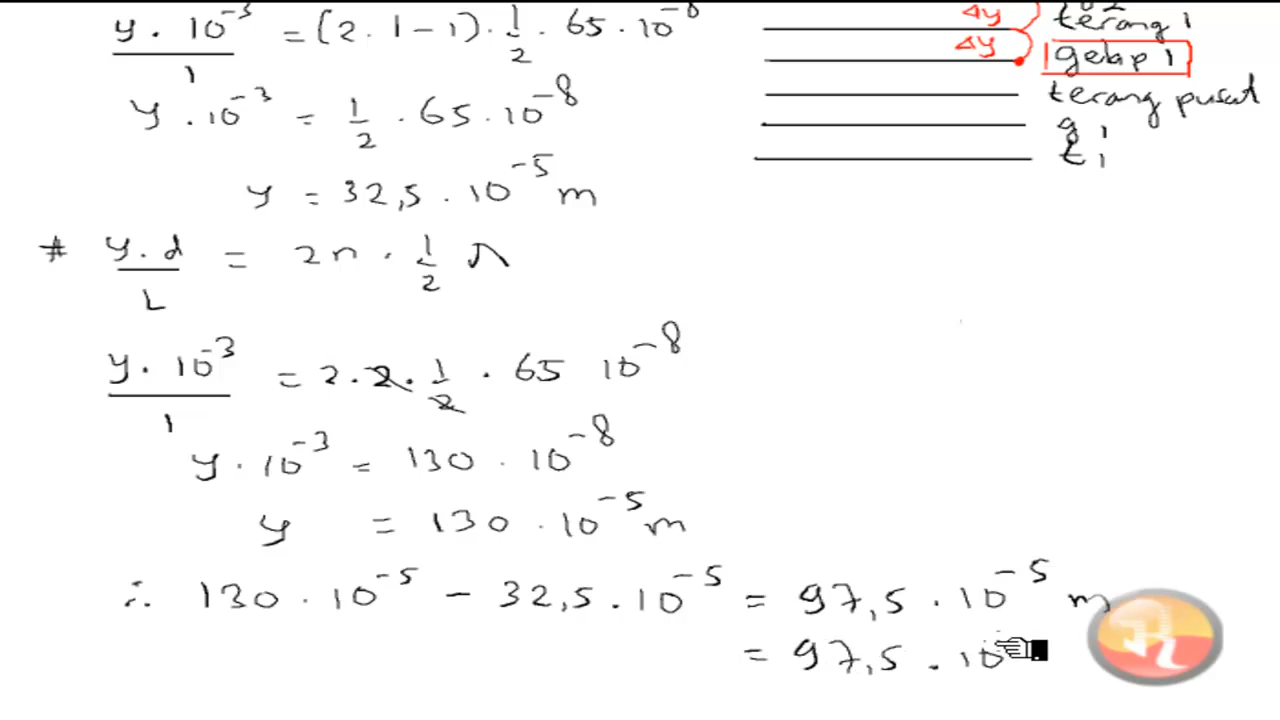 y. 10⁻³ = (2. 1 - 1) . 1/2 . 65 . 10⁻⁸
1
y . 10⁻³ = 1/2 . 65 . 10⁻⁸
y = 32,5 . 10⁻⁵ m
# y. d / L = 2n . 1/2 λ
y. 10⁻³ / 1 = 2 . 2 . 1/2 . 65 10⁻⁸
y . 10⁻³ = 130 . 10⁻⁸
y = 130 . 10⁻⁵ m
∴ 130 . 10⁻⁵ - 32,5 . 10⁻⁵ = 97,5 . 10⁻⁵ m
= 97,5 . 10
Δy
terang 1
Δy
gelap 1
terang pusat
g 1
t 1